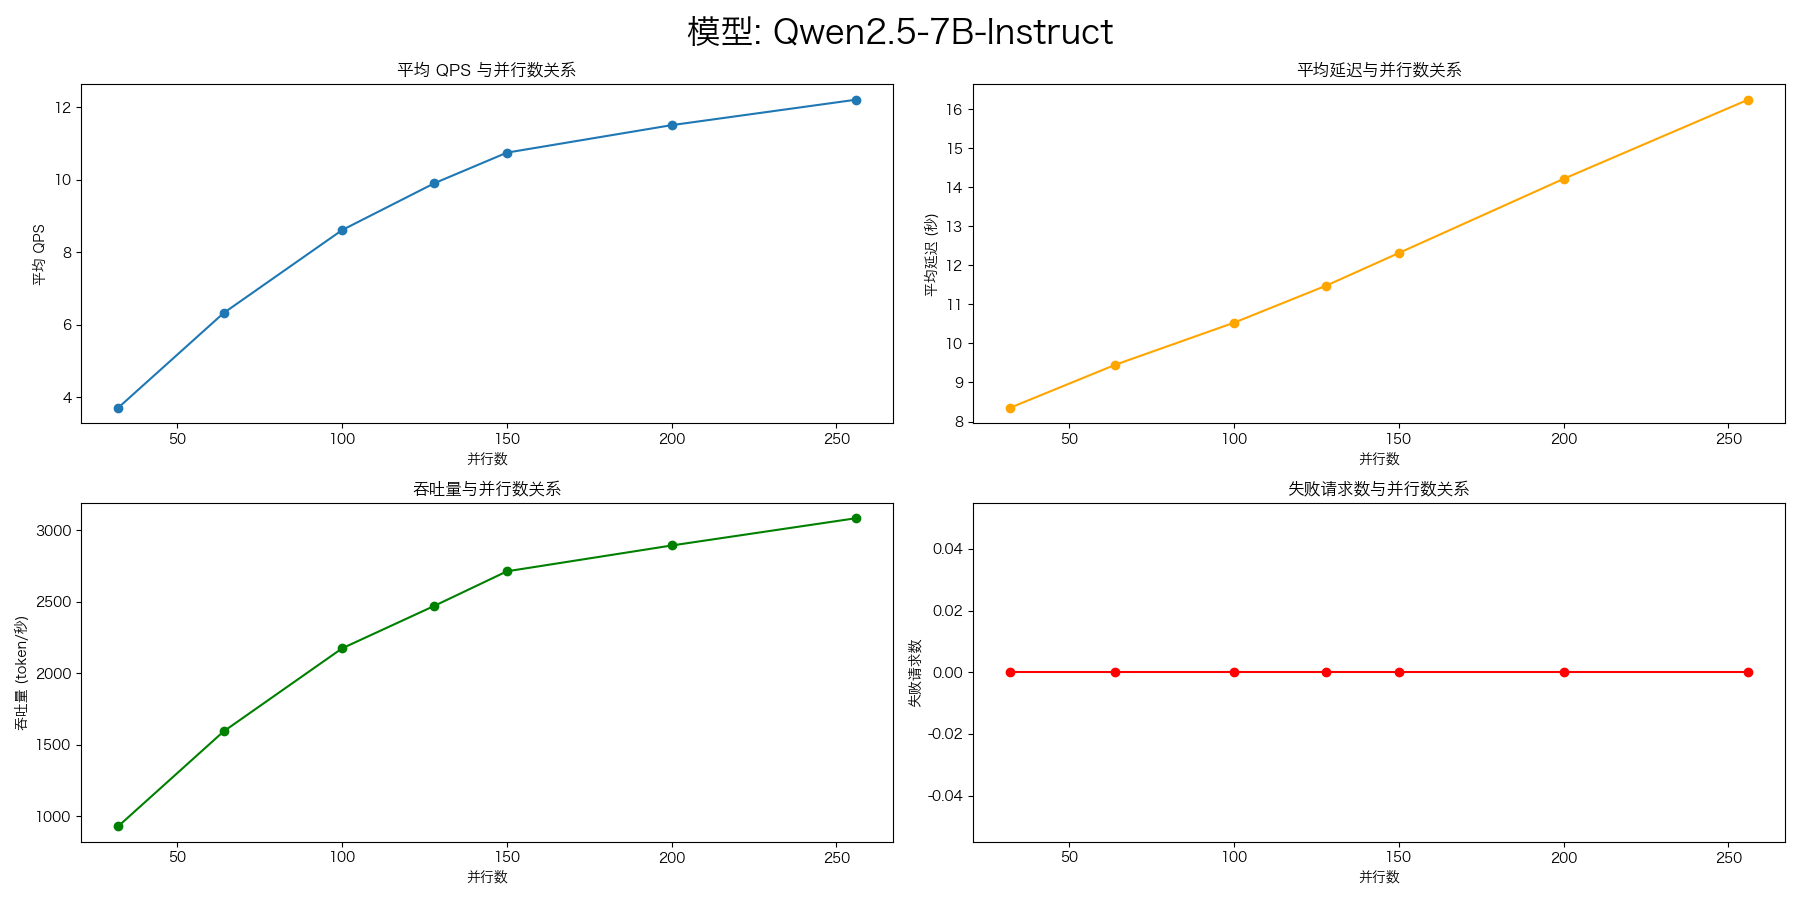 模型: Qwen2.5-7B-Instruct
平均 QPS 与并行数关系
平均 QPS
12
10
8
6
4
50 100 150 200 250
并行数
平均延迟与并行数关系
平均延迟 (秒)
16
15
14
13
12
11
10
9
8
50 100 150 200 250
并行数
吞吐量与并行数关系
吞吐量 (token/秒)
3000
2500
2000
1500
1000
50 100 150 200 250
并行数
失败请求数与并行数关系
失败请求数
0.04
0.02
0.00
-0.02
-0.04
50 100 150 200 250
并行数